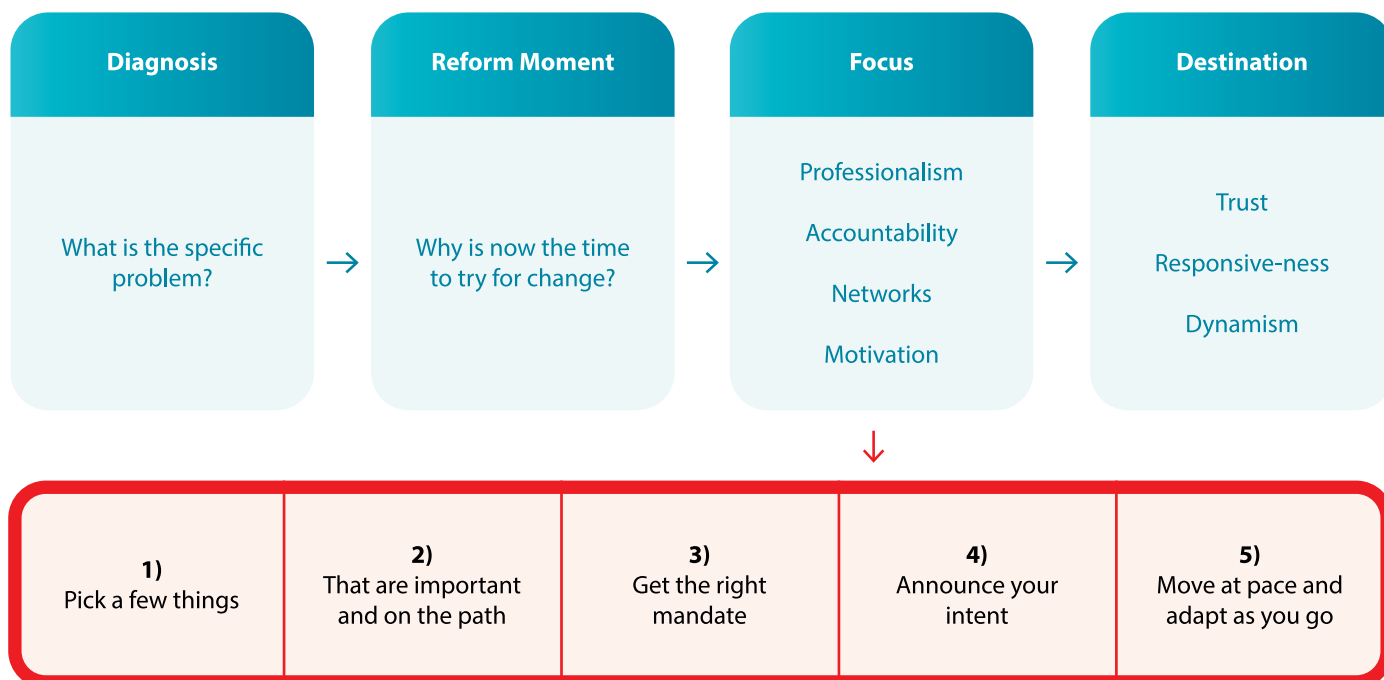 Diagnosis
What is the specific
problem?
Reform Moment
Why is now the time
to try for change?
Focus
Professionalism
Accountability
Networks
Motivation
Destination
Trust
Responsive-ness
Dynamism
1)
Pick a few things
2)
That are important
and on the path
3)
Get the right
mandate
4)
Announce your
intent
5)
Move at pace and
adapt as you go